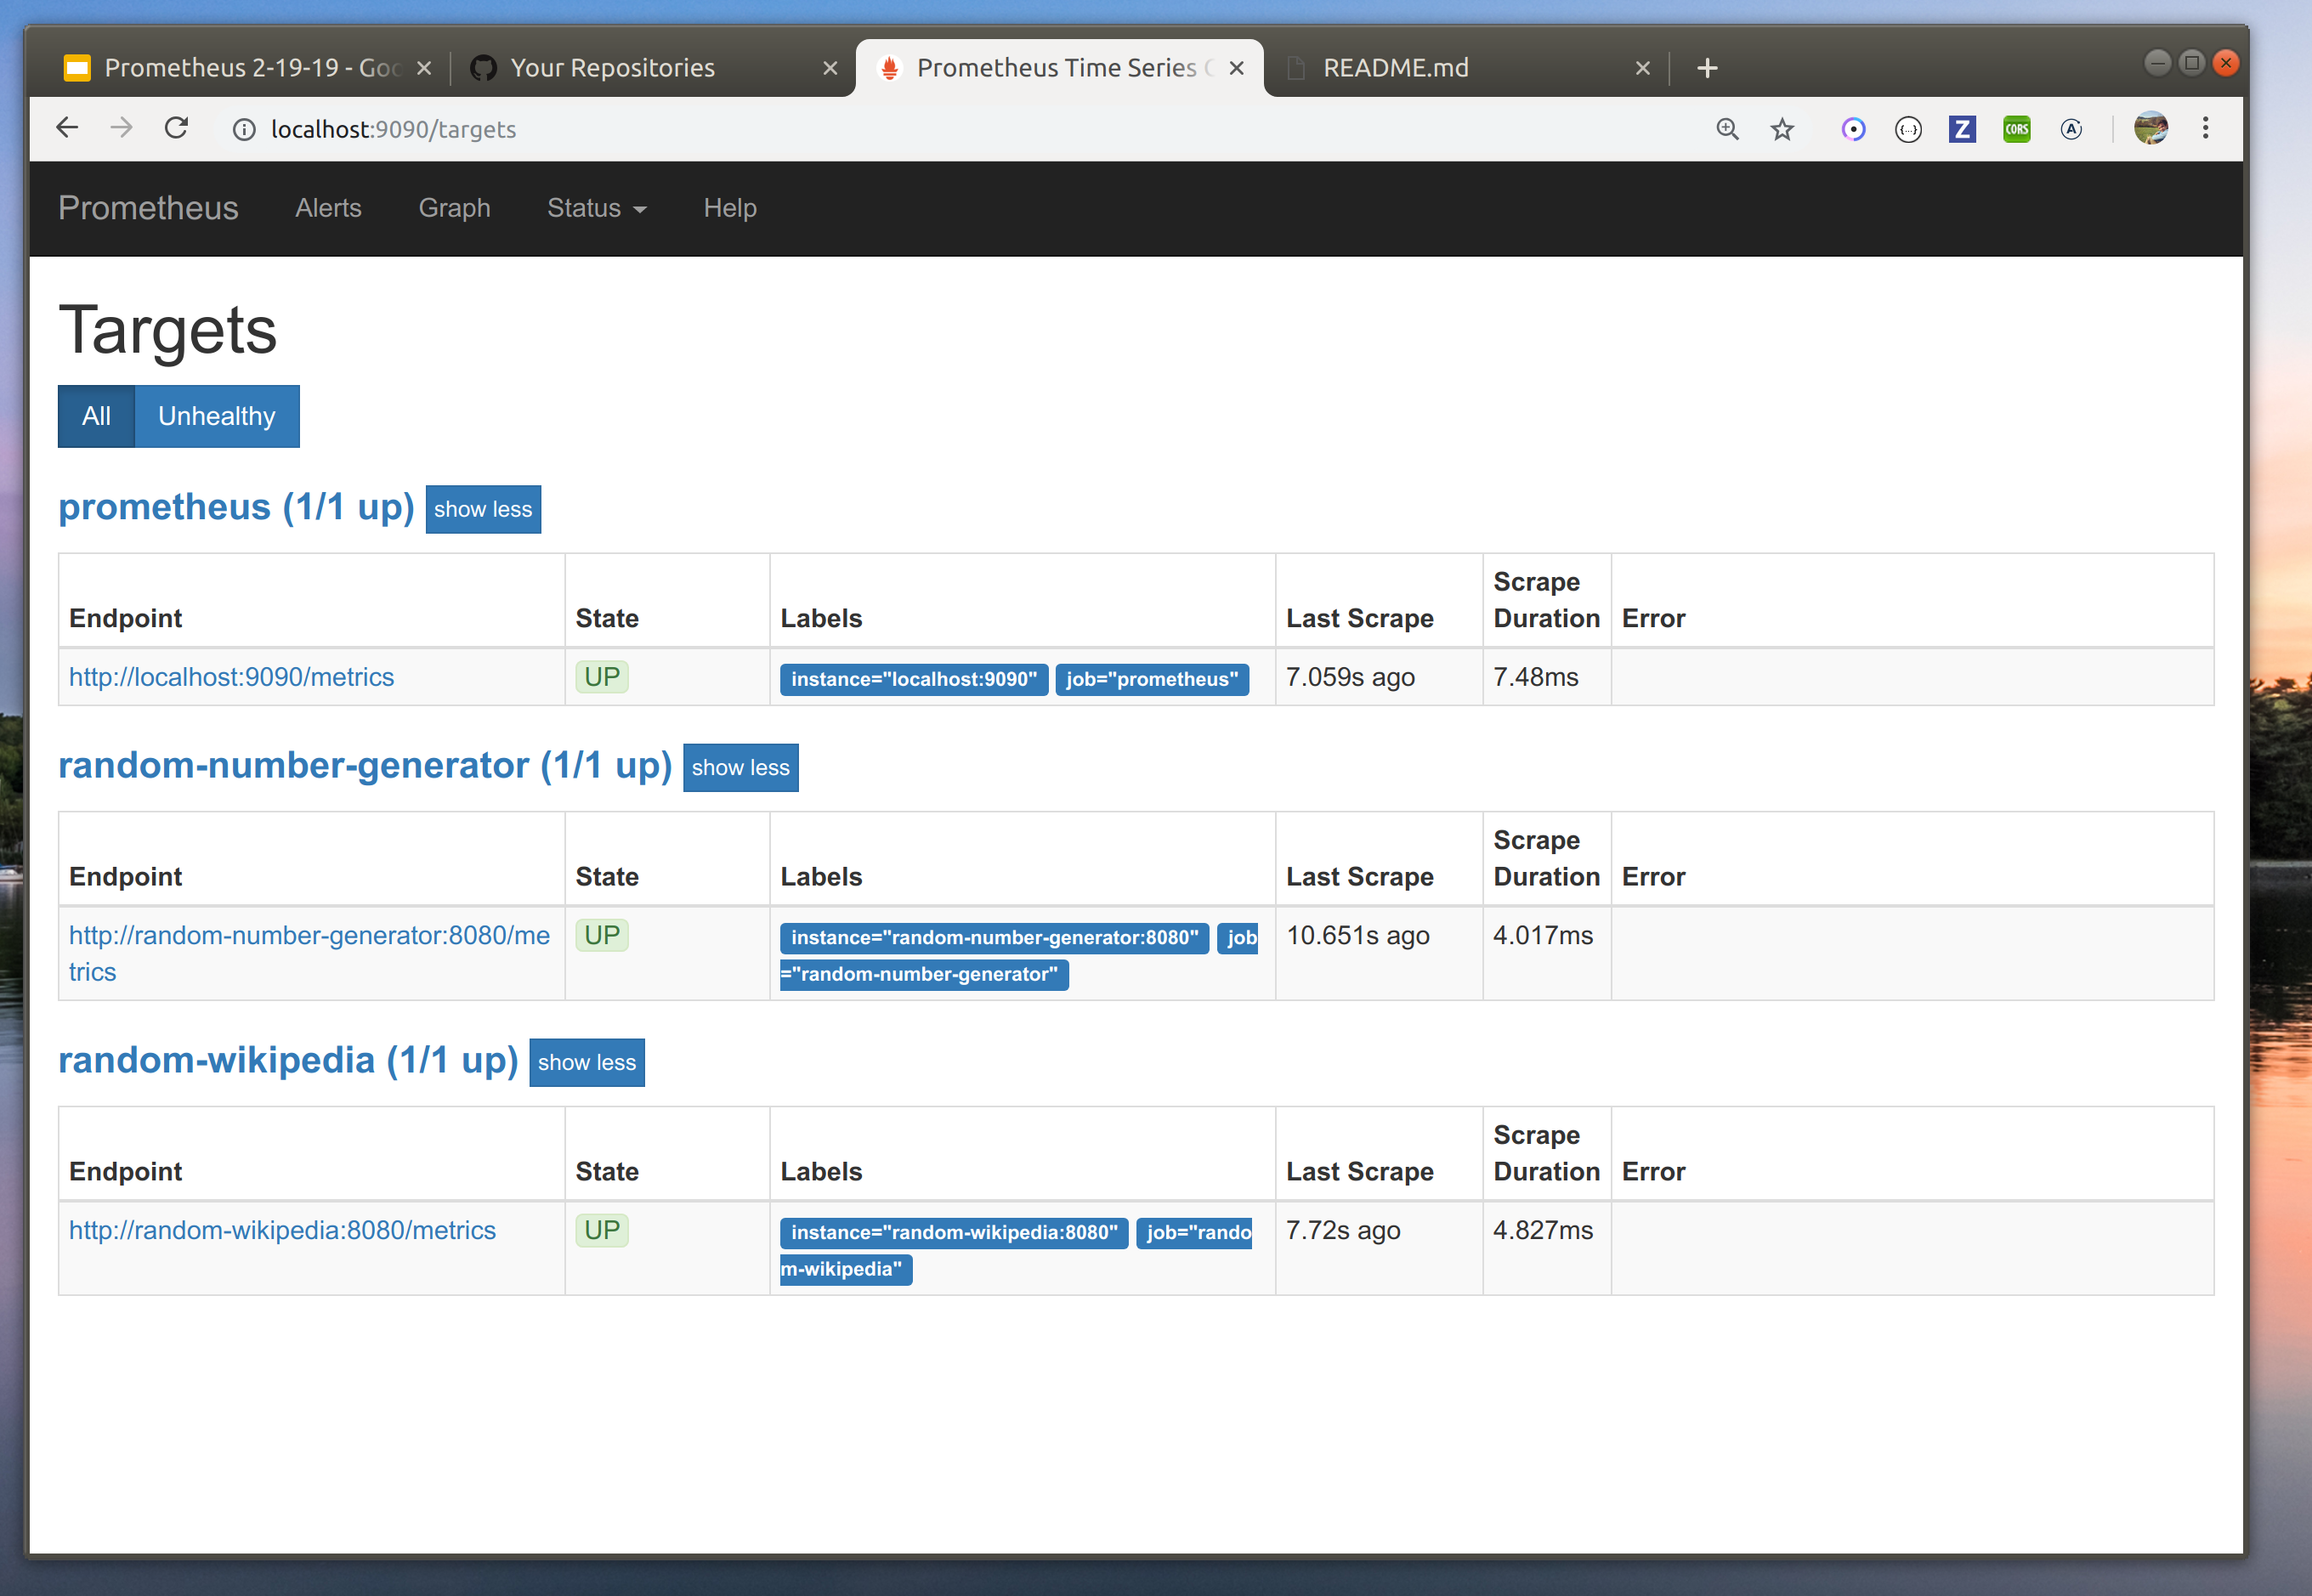 Prometheus 2-19-19 - Goo
Your Repositories
Prometheus Time Series
README.md
localhost:9090/targets
{...}
Z
CORS
A
Prometheus Alerts Graph Status Help
Targets
All Unhealthy
prometheus (1/1 up) show less
Endpoint State Labels Last Scrape Scrape Duration Error
http://localhost:9090/metrics UP instance="localhost:9090" job="prometheus" 7.059s ago 7.48ms
random-number-generator (1/1 up) show less
Endpoint State Labels Last Scrape Scrape Duration Error
http://random-number-generator:8080/me
trics
UP
instance="random-number-generator:8080" job
="random-number-generator"
10.651s ago 4.017ms
random-wikipedia (1/1 up) show less
Endpoint State Labels Last Scrape Scrape Duration Error
http://random-wikipedia:8080/metrics UP
instance="random-wikipedia:8080" job="rando
m-wikipedia"
7.72s ago 4.827ms